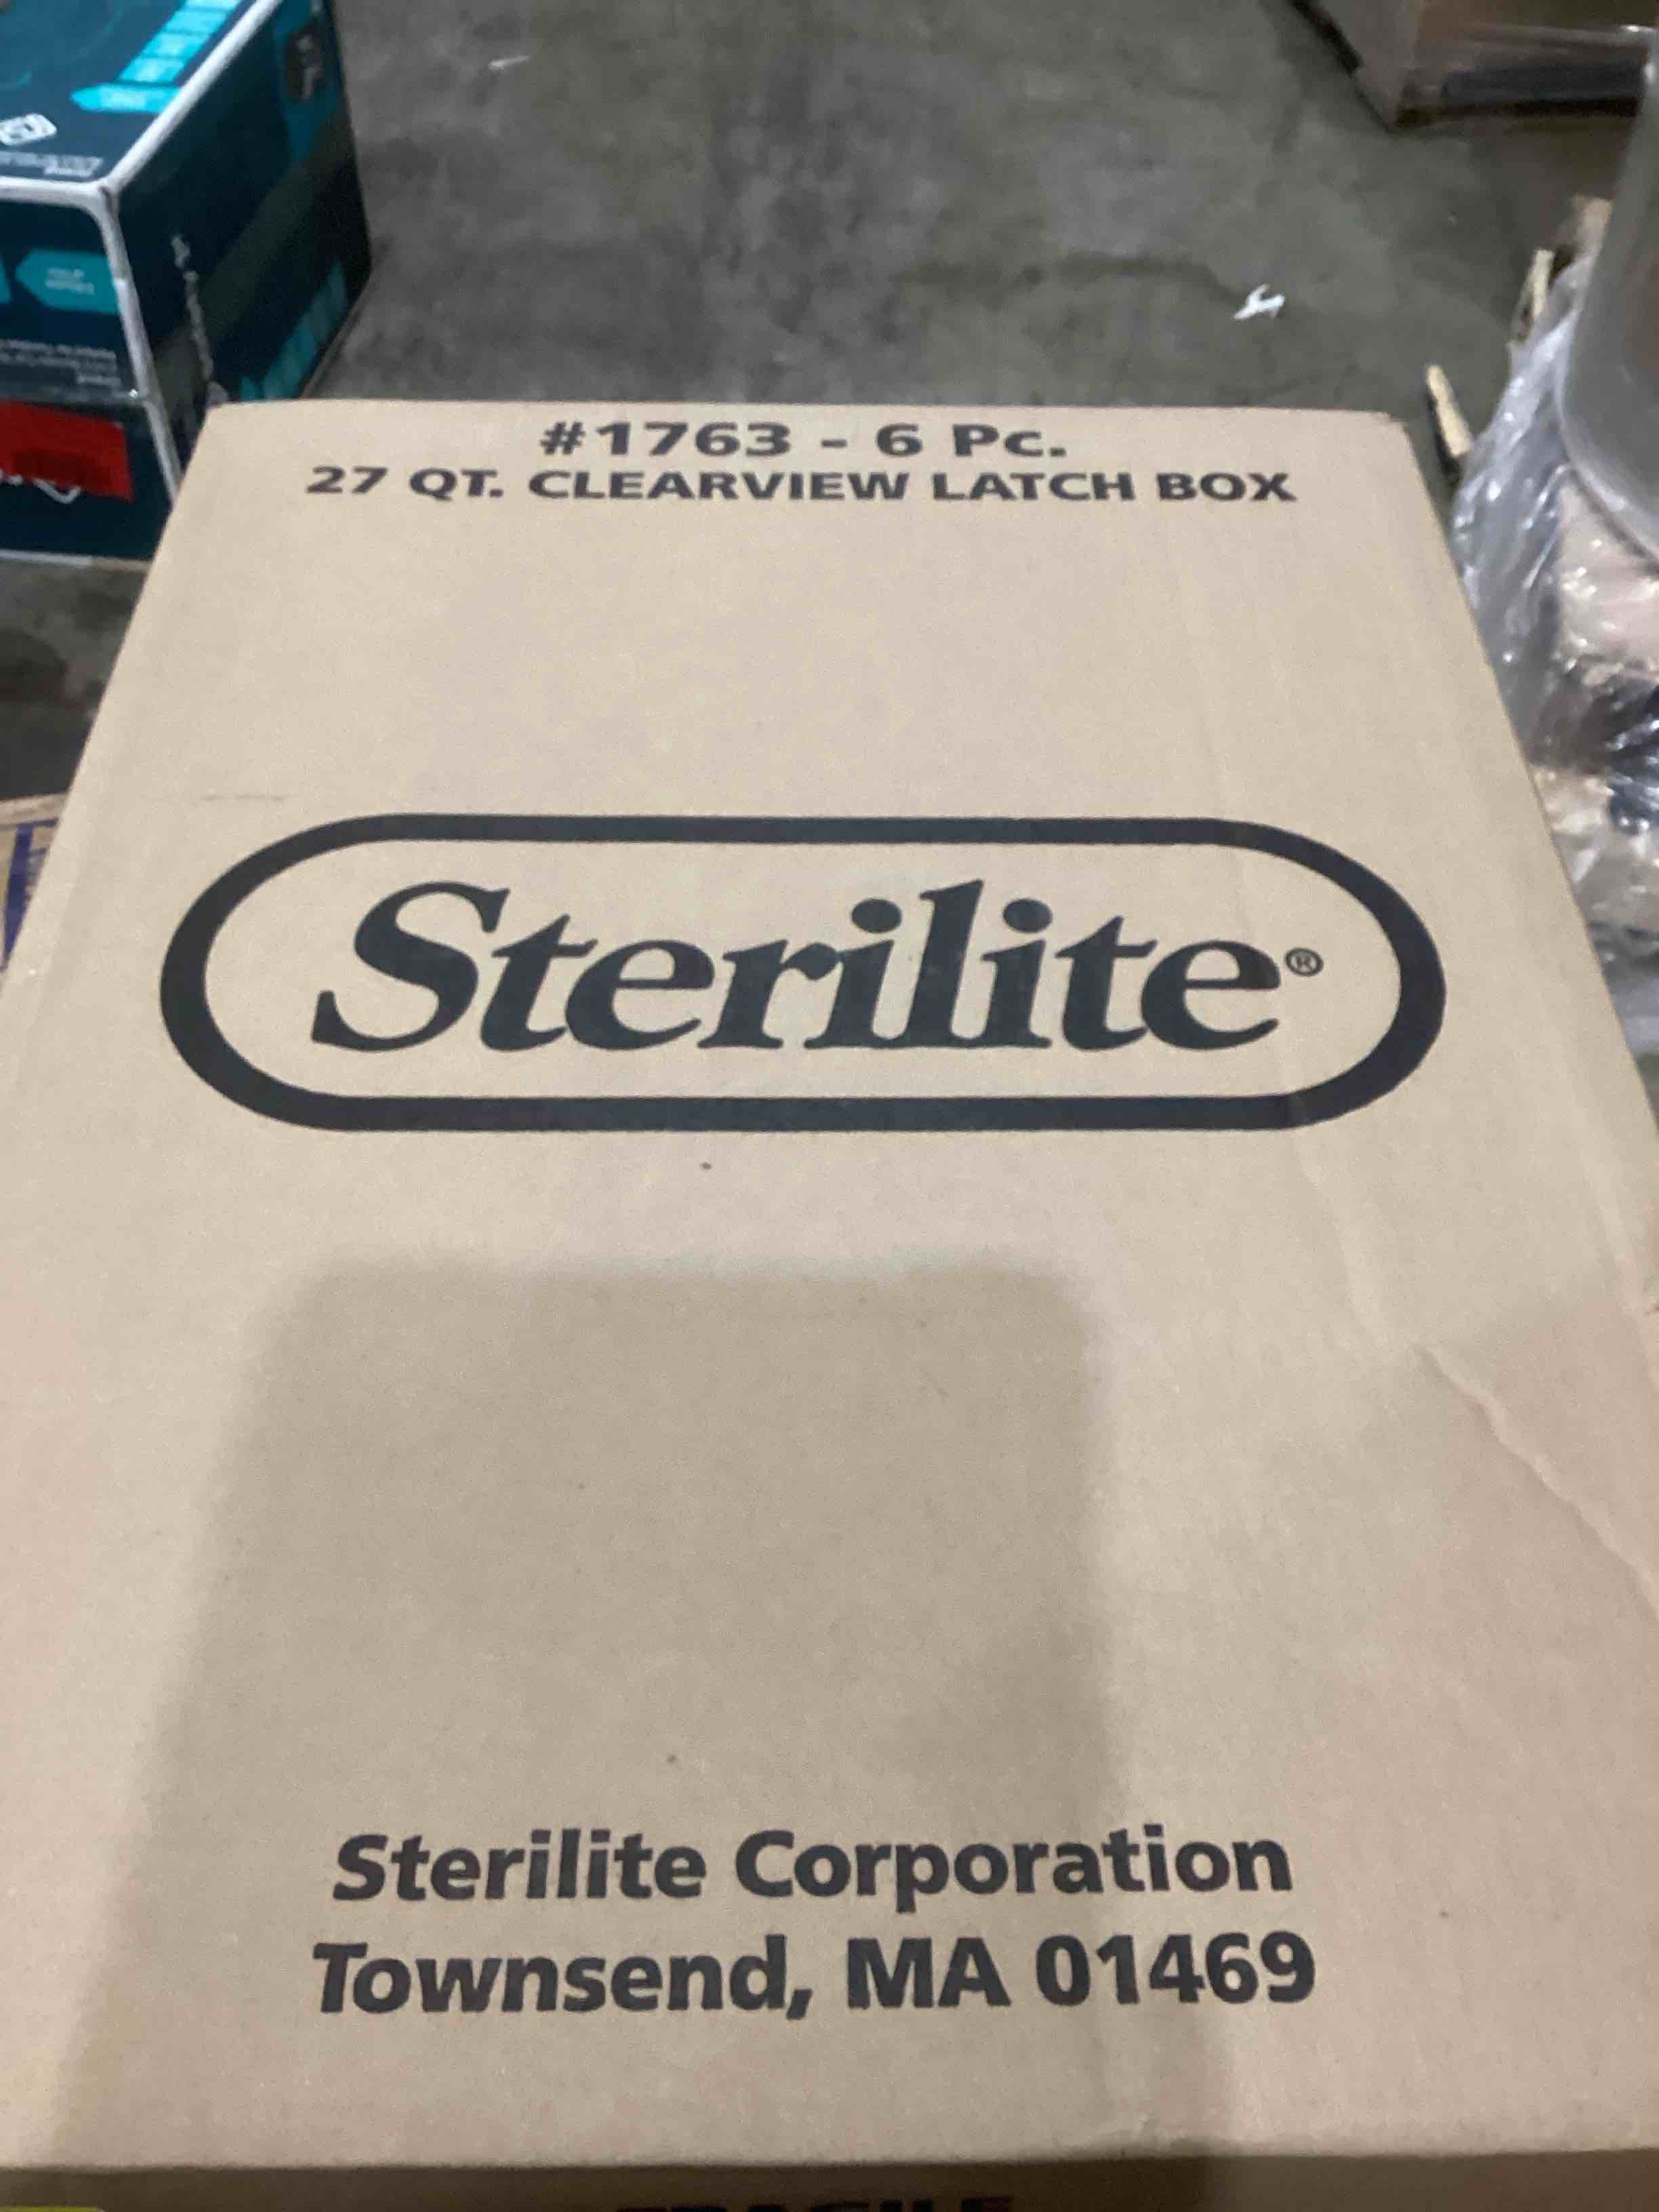 #1763 - 6 Pc.
27 QT. CLEARVIEW LATCH BOX
Sterilite®
Sterilite Corporation
Townsend, MA 01469